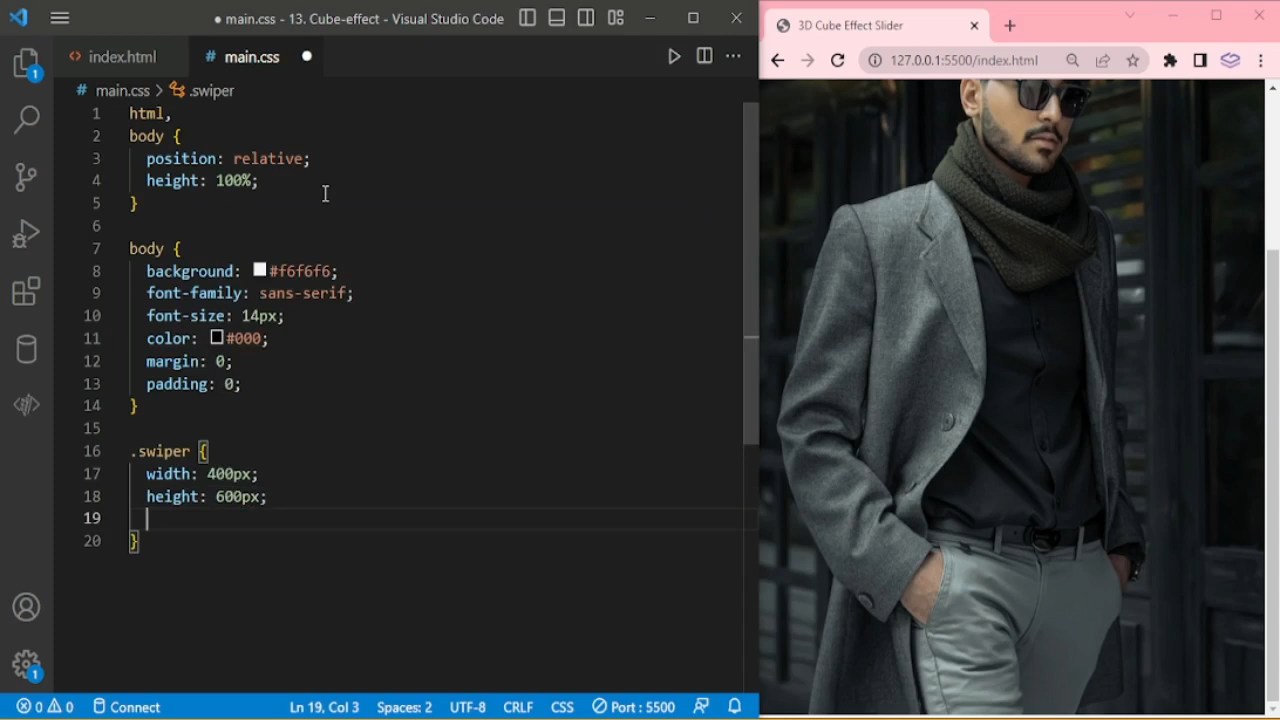 main.css - 13. Cube-effect - Visual Studio Code
index.html
# main.css
# main.css > .swiper
1 html,
2 body {
3 position: relative;
4 height: 100%;
5 }
6
7 body {
8 background: #f6f6f6;
9 font-family: sans-serif;
10 font-size: 14px;
11 color: #000;
12 margin: 0;
13 padding: 0;
14 }
15
16 .swiper {
17 width: 400px;
18 height: 600px;
19
20 }
1
1
0 0 Connect Ln 19, Col 3 Spaces: 2 UTF-8 CRLF CSS Port : 5500
3D Cube Effect Slider
127.0.0.1:5500/index.html